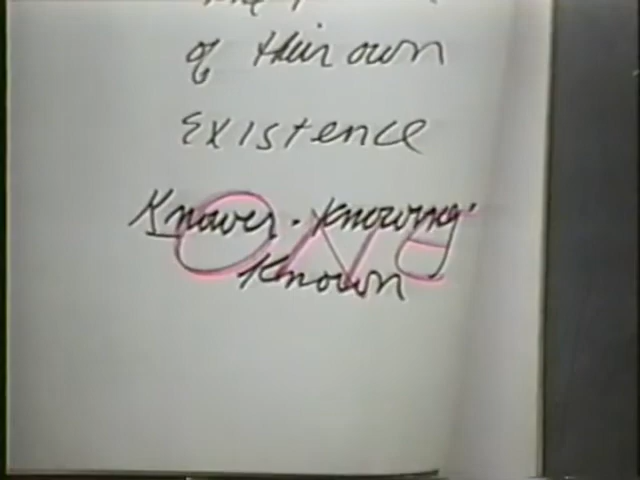 of their own
Existence
Knower · Knowing ·
ONE
Known